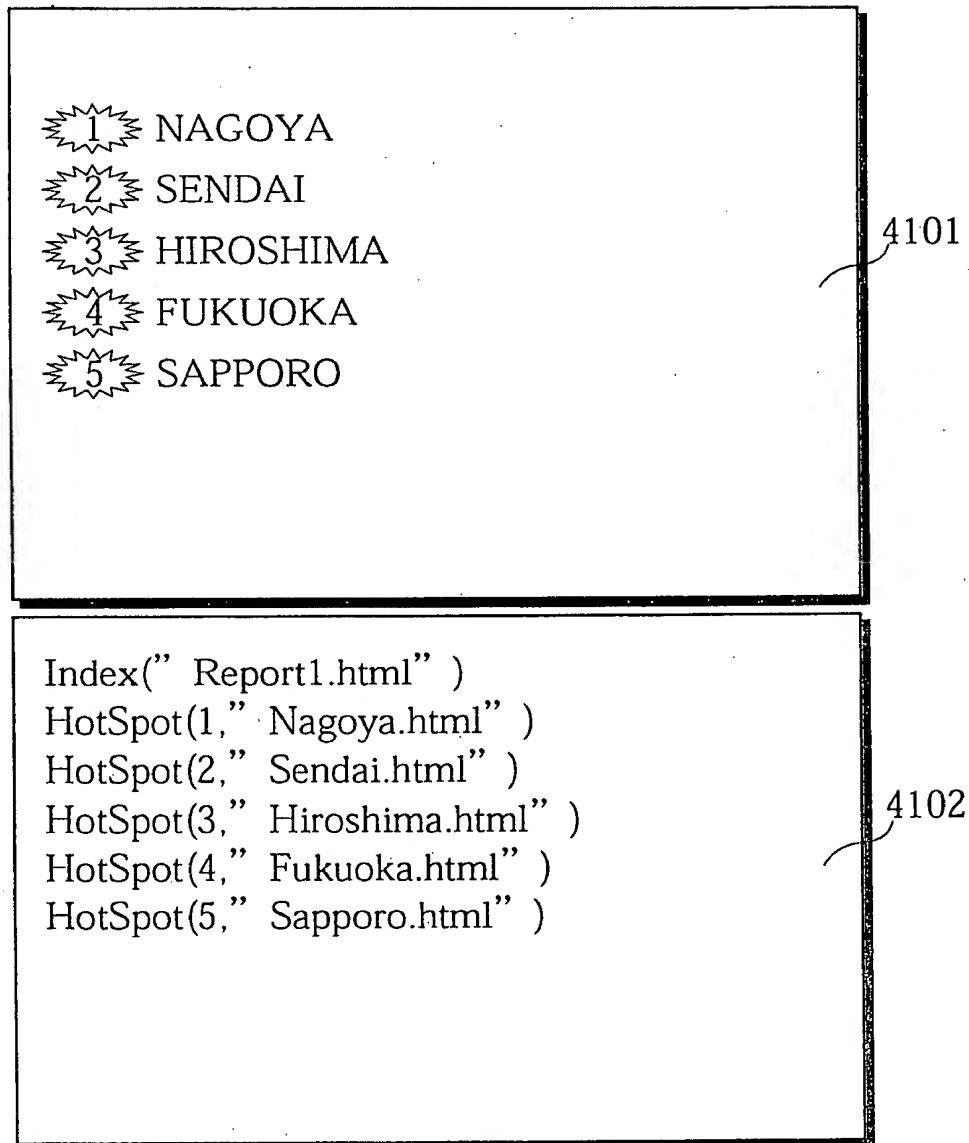 1 NAGOYA
2 SENDAI
3 HIROSHIMA
4 FUKUOKA
5 SAPPORO
4101
Index(” Report1.html” )
HotSpot(1,” Nagoya.html” )
HotSpot(2,” Sendai.html” )
HotSpot(3,” Hiroshima.html” )
HotSpot(4,” Fukuoka.html” )
HotSpot(5,” Sapporo.html” )
4102